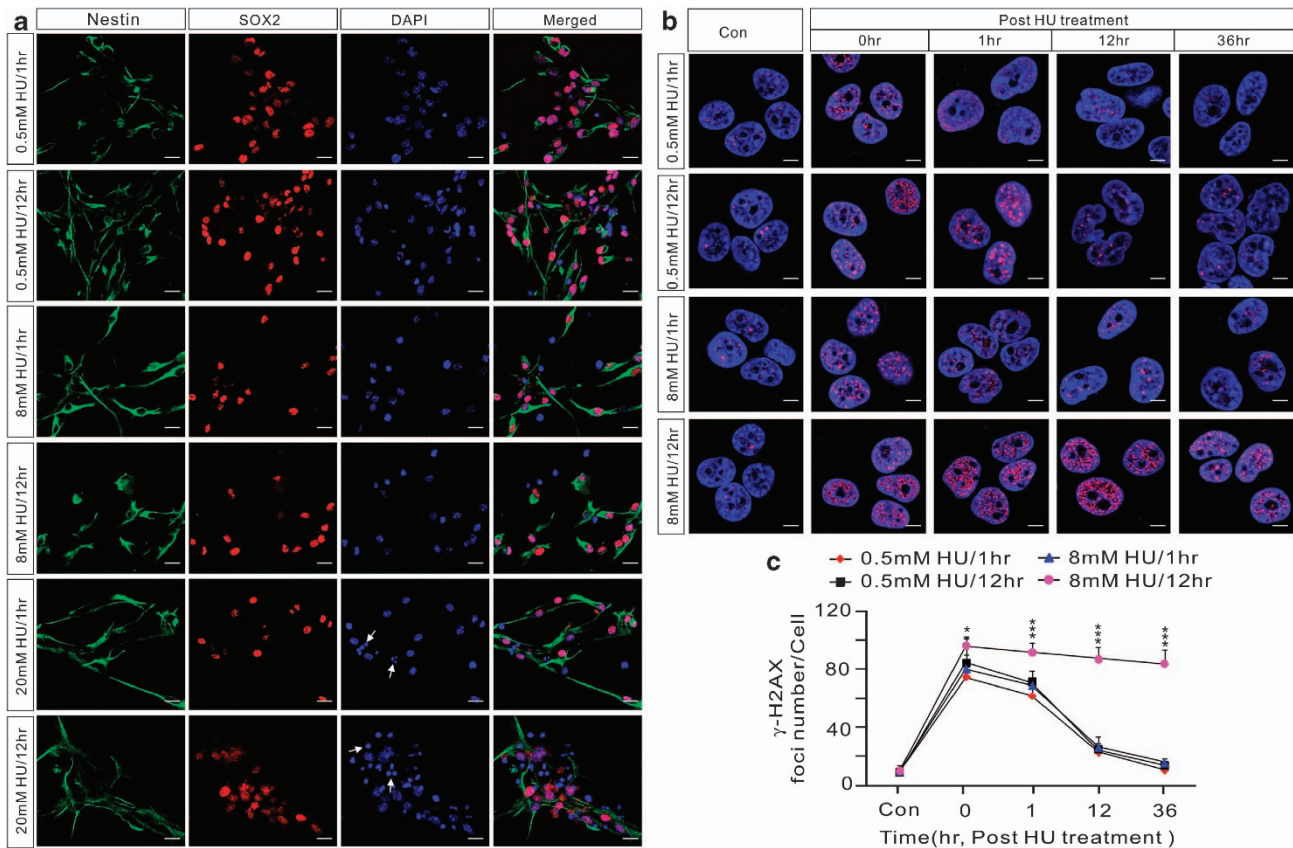 a
Nestin SOX2 DAPI Merged
0.5mM HU/1hr
0.5mM HU/12hr
8mM HU/1hr
8mM HU/12hr
20mM HU/1hr
20mM HU/12hr
b
Con
Post HU treatment
0hr 1hr 12hr 36hr
0.5mM HU/1hr
0.5mM HU/12hr
8mM HU/1hr
8mM HU/12hr
c
0.5mM HU/1hr 8mM HU/1hr
0.5mM HU/12hr 8mM HU/12hr
γ-H2AX
foci number/Cell
120
80
40
0
* *** *** ***
Con 0 1 12 36
Time(hr, Post HU treatment )